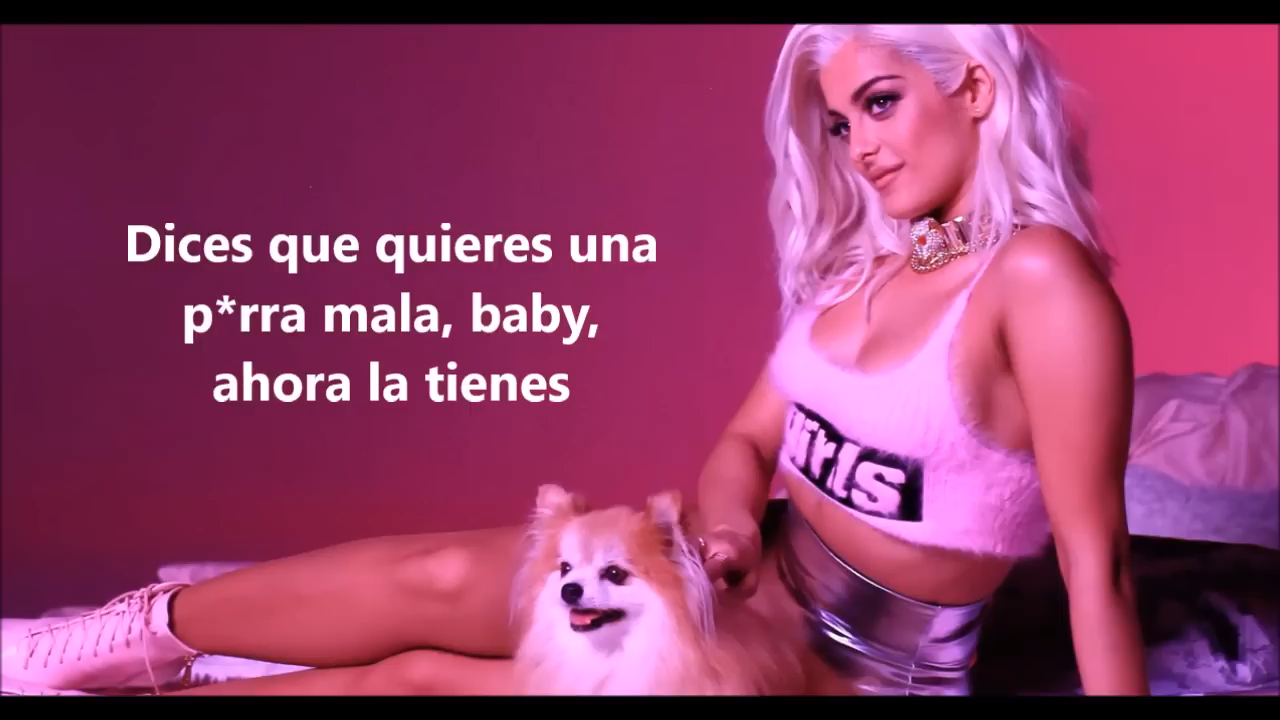 Dices que quieres una
p*rra mala, baby,
ahora la tienes